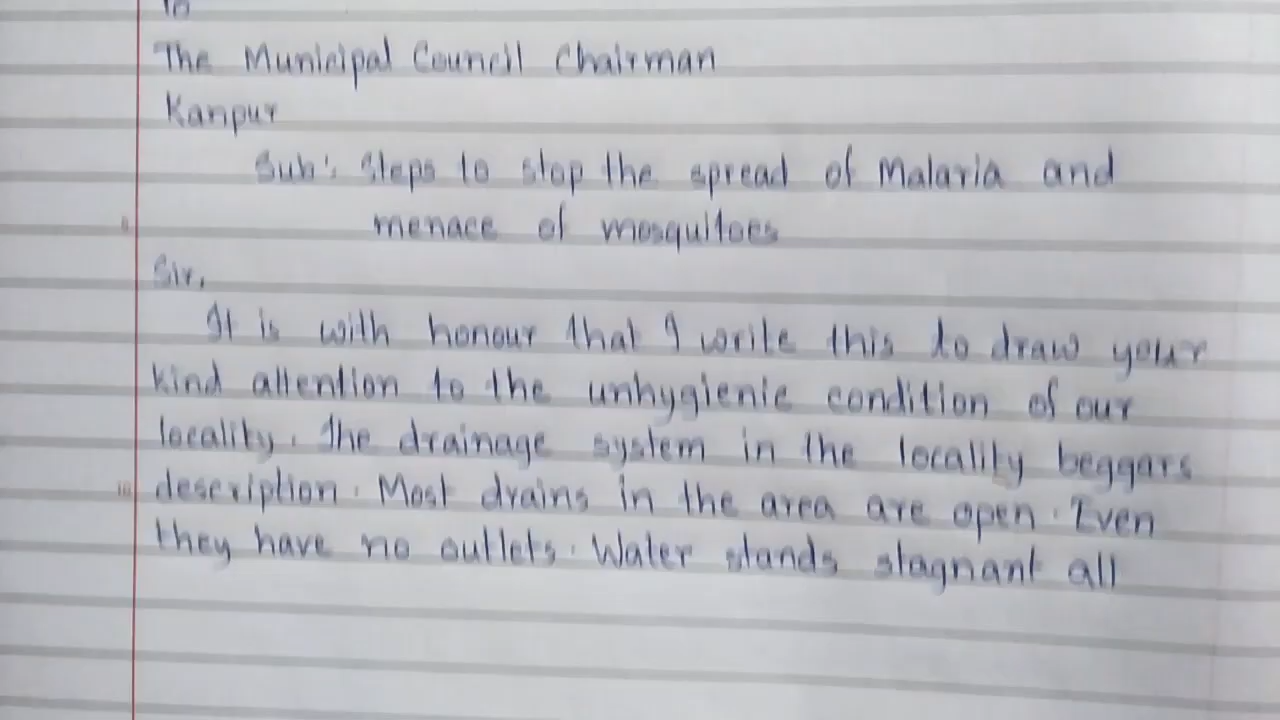 To
The Municipal Council Chairman
Kanpur
Sub: Steps to stop the spread of Malaria and
menace of mosquitoes
Sir,
It is with honour that I write this to draw your
kind attention to the unhygienic condition of our
locality. The drainage system in the locality beggars
description. Most drains in the area are open. Even
they have no outlets. Water stands stagnant all